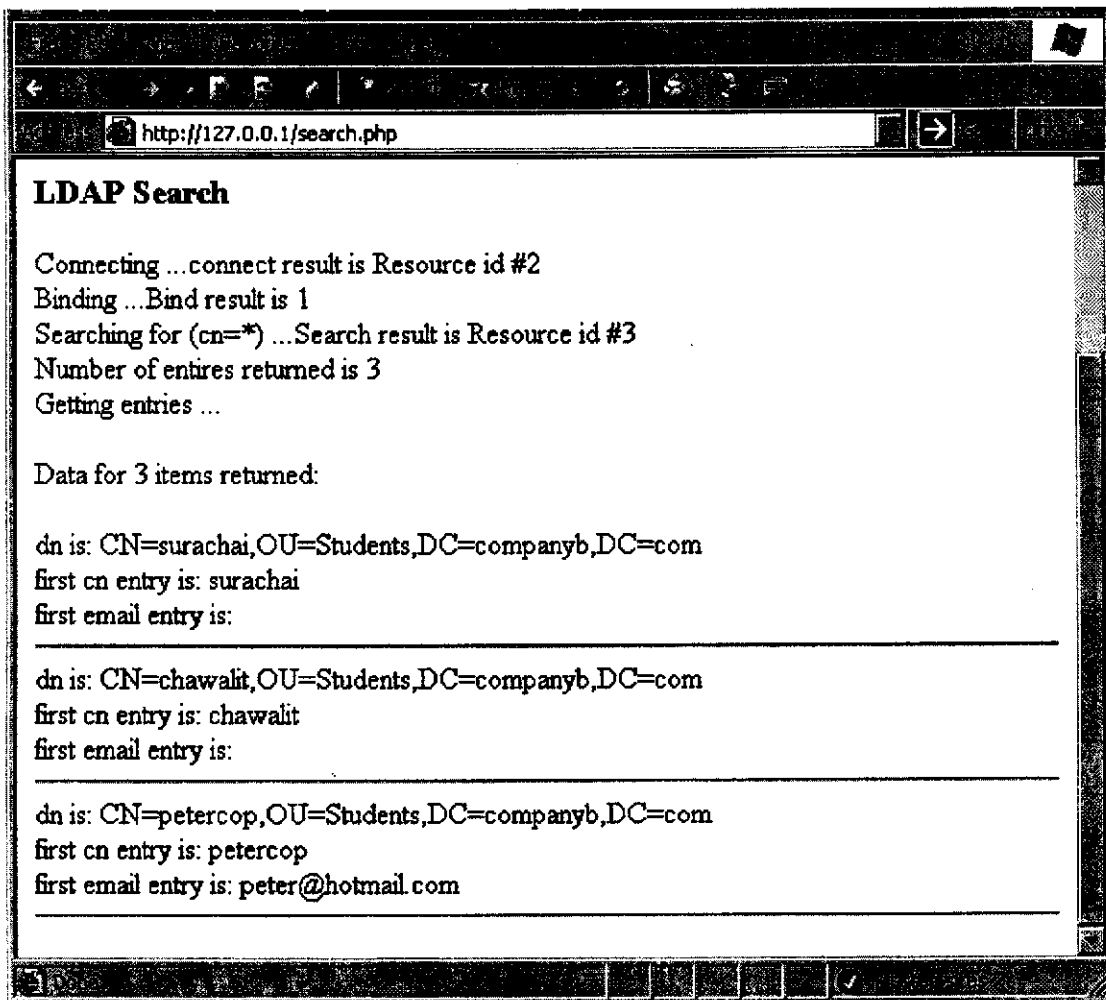 http://127.0.0.1/search.php
LDAP Search
Connecting ...connect result is Resource id #2
Binding ...Bind result is 1
Searching for (cn=*) ...Search result is Resource id #3
Number of entires returned is 3
Getting entries ...
Data for 3 items returned:
dn is: CN=surachai,OU=Students,DC=companyb,DC=com
first cn entry is: surachai
first email entry is:
dn is: CN=chawalit,OU=Students,DC=companyb,DC=com
first cn entry is: chawalit
first email entry is:
dn is: CN=petercop,OU=Students,DC=companyb,DC=com
first cn entry is: petercop
first email entry is: peter@hotmail.com